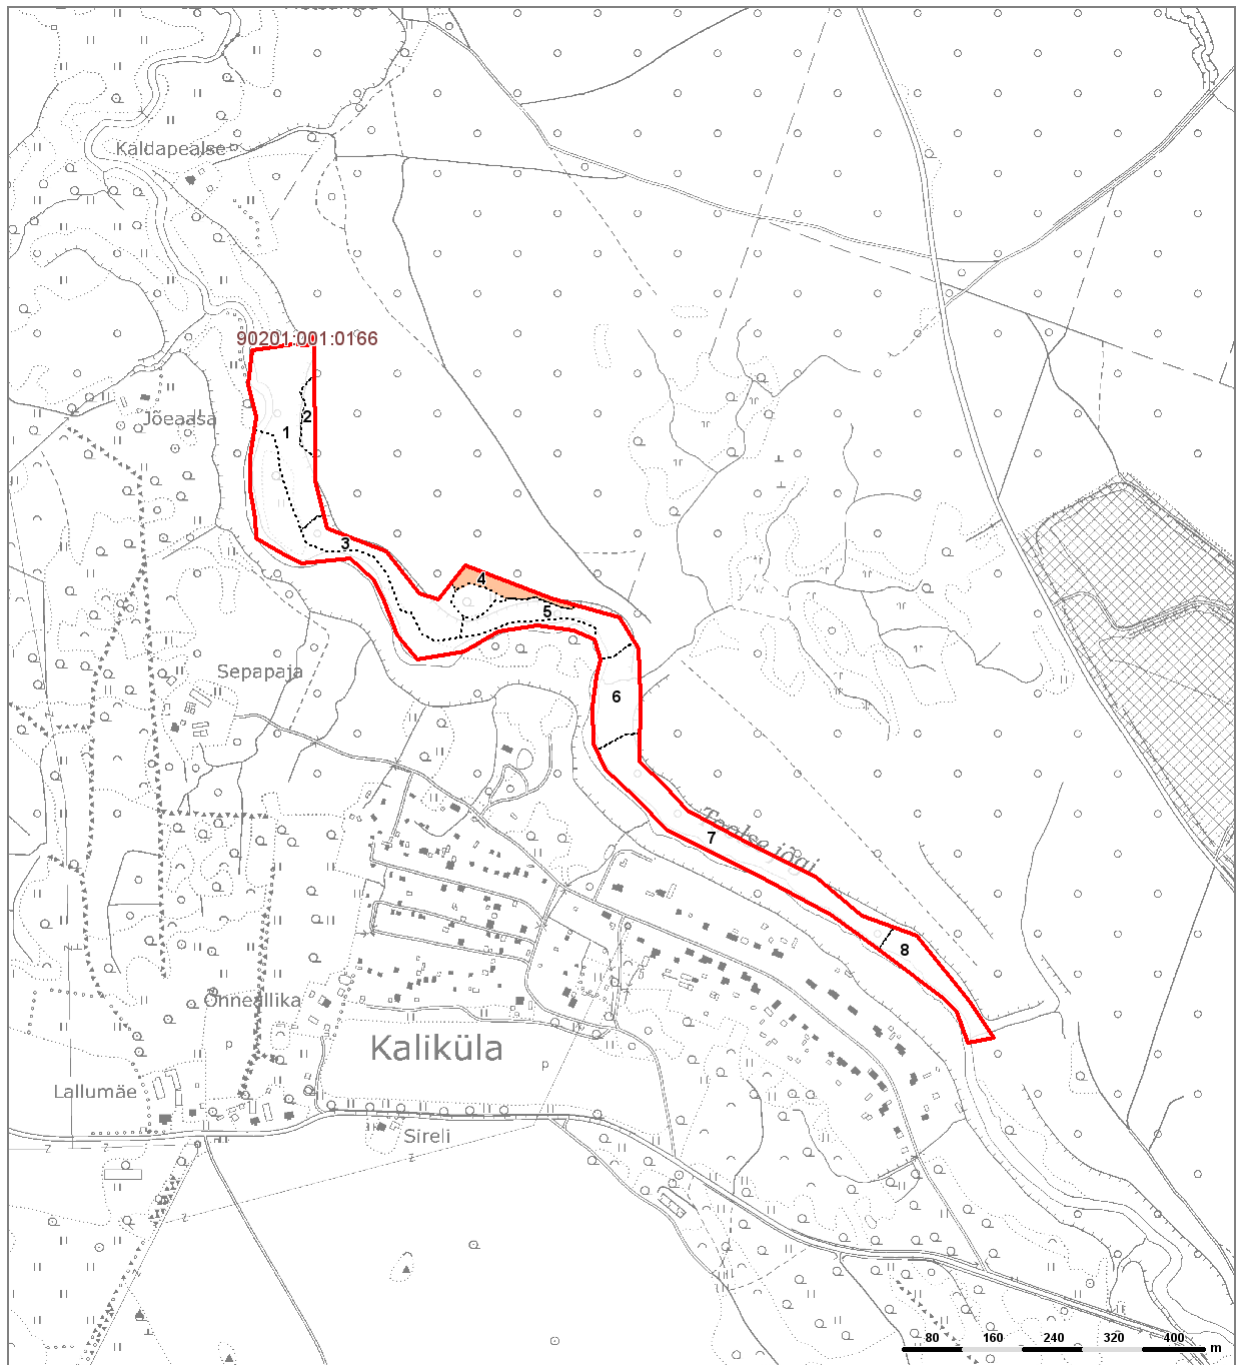 Kaldapealse
90201:001:0166
2
Jõeaasa
1
3
4
5
Sepapaja
6
Toolse jõgi
7
8
Õnneallika
Kaliküla
p
p
Lallumäe
Sireli
z
z
z
z
80 160 240 320 400 m